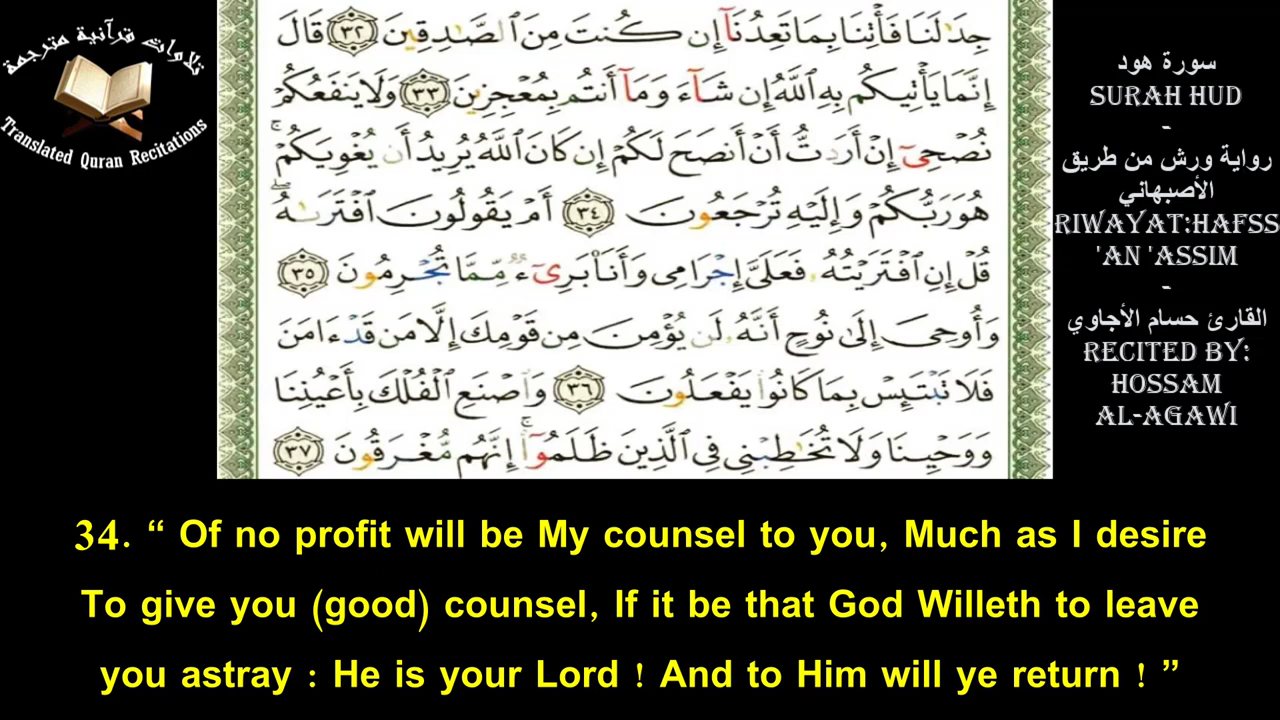 تلاوات قرآنية مترجمة
Translated Quran Recitations
جِدَٰلَنَا فَأْتِنَا بِمَا تَعِدُنَآ إِن كُنتَ مِنَ ٱلصَّٰدِقِينَ ٣٢ قَالَ
إِنَّمَا يَأْتِيكُم بِهِ ٱللَّهُ إِن شَآءَ وَمَآ أَنتُم بِمُعْجِزِينَ ٣٣ وَلَا يَنفَعُكُمْ
نُصْحِىٓ إِنْ أَرَدتُّ أَنْ أَنصَحَ لَكُمْ إِن كَانَ ٱللَّهُ يُرِيدُ أَن يُغْوِيَكُمْ ۚ
هُوَ رَبُّكُمْ وَإِلَيْهِ تُرْجَعُونَ ٣٤ أَمْ يَقُولُونَ ٱفْتَرَىٰهُ ۖ
قُلْ إِنِ ٱفْتَرَيْتُهُۥ فَعَلَىَّ إِجْرَامِى وَأَنَا۠ بَرِىٓءٌ مِّمَّا تُجْرِمُونَ ٣٥
وَأُوحِىَ إِلَىٰ نُوحٍ أَنَّهُۥ لَن يُؤْمِنَ مِن قَوْمِكَ إِلَّا مَن قَدْ ءَامَنَ
فَلَا تَبْتَئِسْ بِمَا كَانُوا۟ يَفْعَلُونَ ٣٦ وَٱصْنَعِ ٱلْفُلْكَ بِأَعْيُنِنَا
وَوَحْيِنَا وَلَا تُخَٰطِبْنِى فِى ٱلَّذِينَ ظَلَمُوٓا۟ ۚ إِنَّهُم مُّغْرَقُونَ ٣٧
سورة هود
SURAH HUD
-
رواية ورش من طريق
الأصبهاني
RIWAYAT:HAFSS
'AN 'ASSIM
-
القارئ حسام الأجاوي
RECITED BY:
HOSSAM
AL-AGAWI
34. “ Of no profit will be My counsel to you, Much as I desire
To give you (good) counsel, If it be that God Willeth to leave
you astray : He is your Lord ! And to Him will ye return ! ”